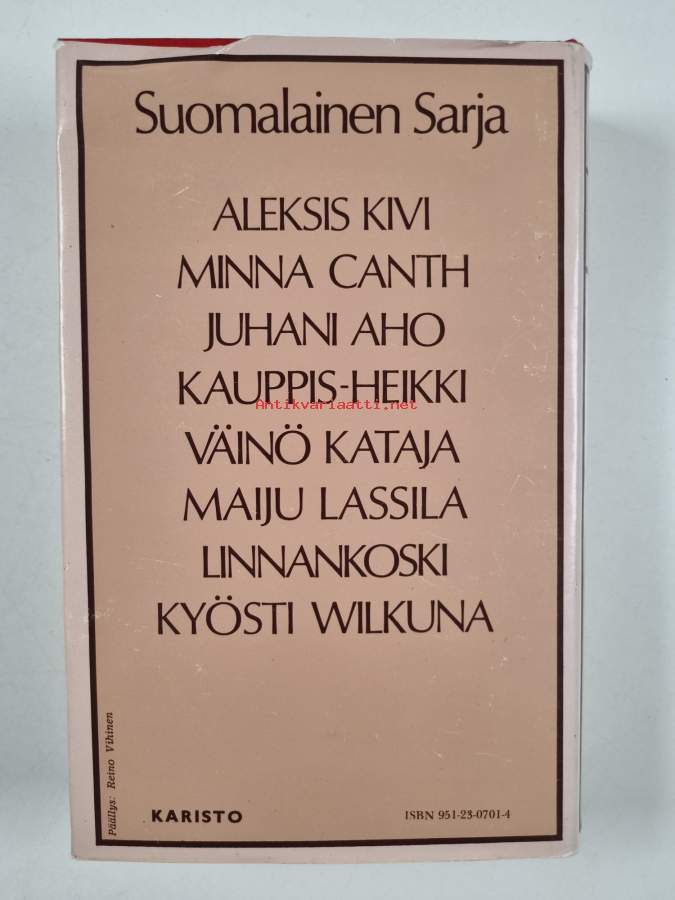 Suomalainen Sarja
ALEKSIS KIVI
MINNA CANTH
JUHANI AHO
KAUPPIS-HEIKKI
Antikvariaatti.net
VÄINÖ KATAJA
MAIJU LASSILA
LINNANKOSKI
KYÖSTI WILKUNA
Päällys: Reino Vihinen
KARISTO
ISBN 951-23-0701-4